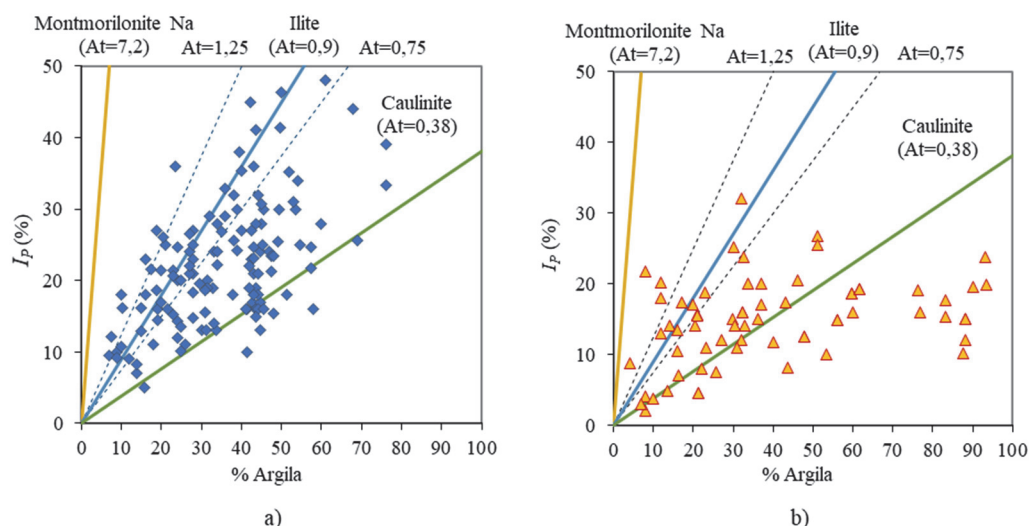 Montmorilonite Na
(At=7,2)
At=1,25
Ilite
(At=0,9)
At=0,75
Caulinite
(At=0,38)
I_P (%)
50
40
30
20
10
0
0 10 20 30 40 50 60 70 80 90 100
% Argila
a)
Montmorilonite Na
(At=7,2)
At=1,25
Ilite
(At=0,9)
At=0,75
Caulinite
(At=0,38)
I_P (%)
50
40
30
20
10
0
0 10 20 30 40 50 60 70 80 90 100
% Argila
b)